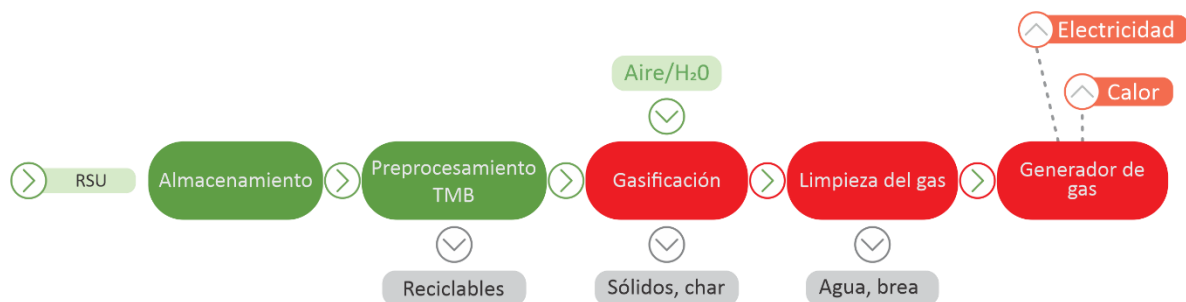 Electricidad
Calor
Aire/H₂0
RSU
Almacenamiento
Preprocesamiento
TMB
Gasificación
Limpieza del gas
Generador de
gas
Reciclables
Sólidos, char
Agua, brea